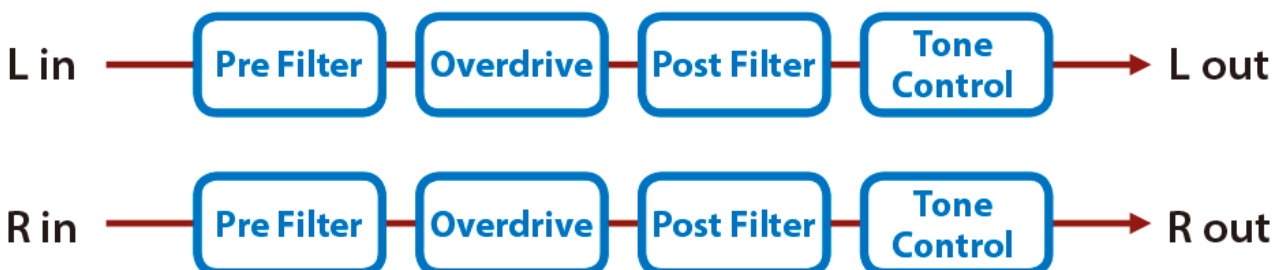 L in Pre Filter Overdrive Post Filter Tone Control L out
R in Pre Filter Overdrive Post Filter Tone Control R out